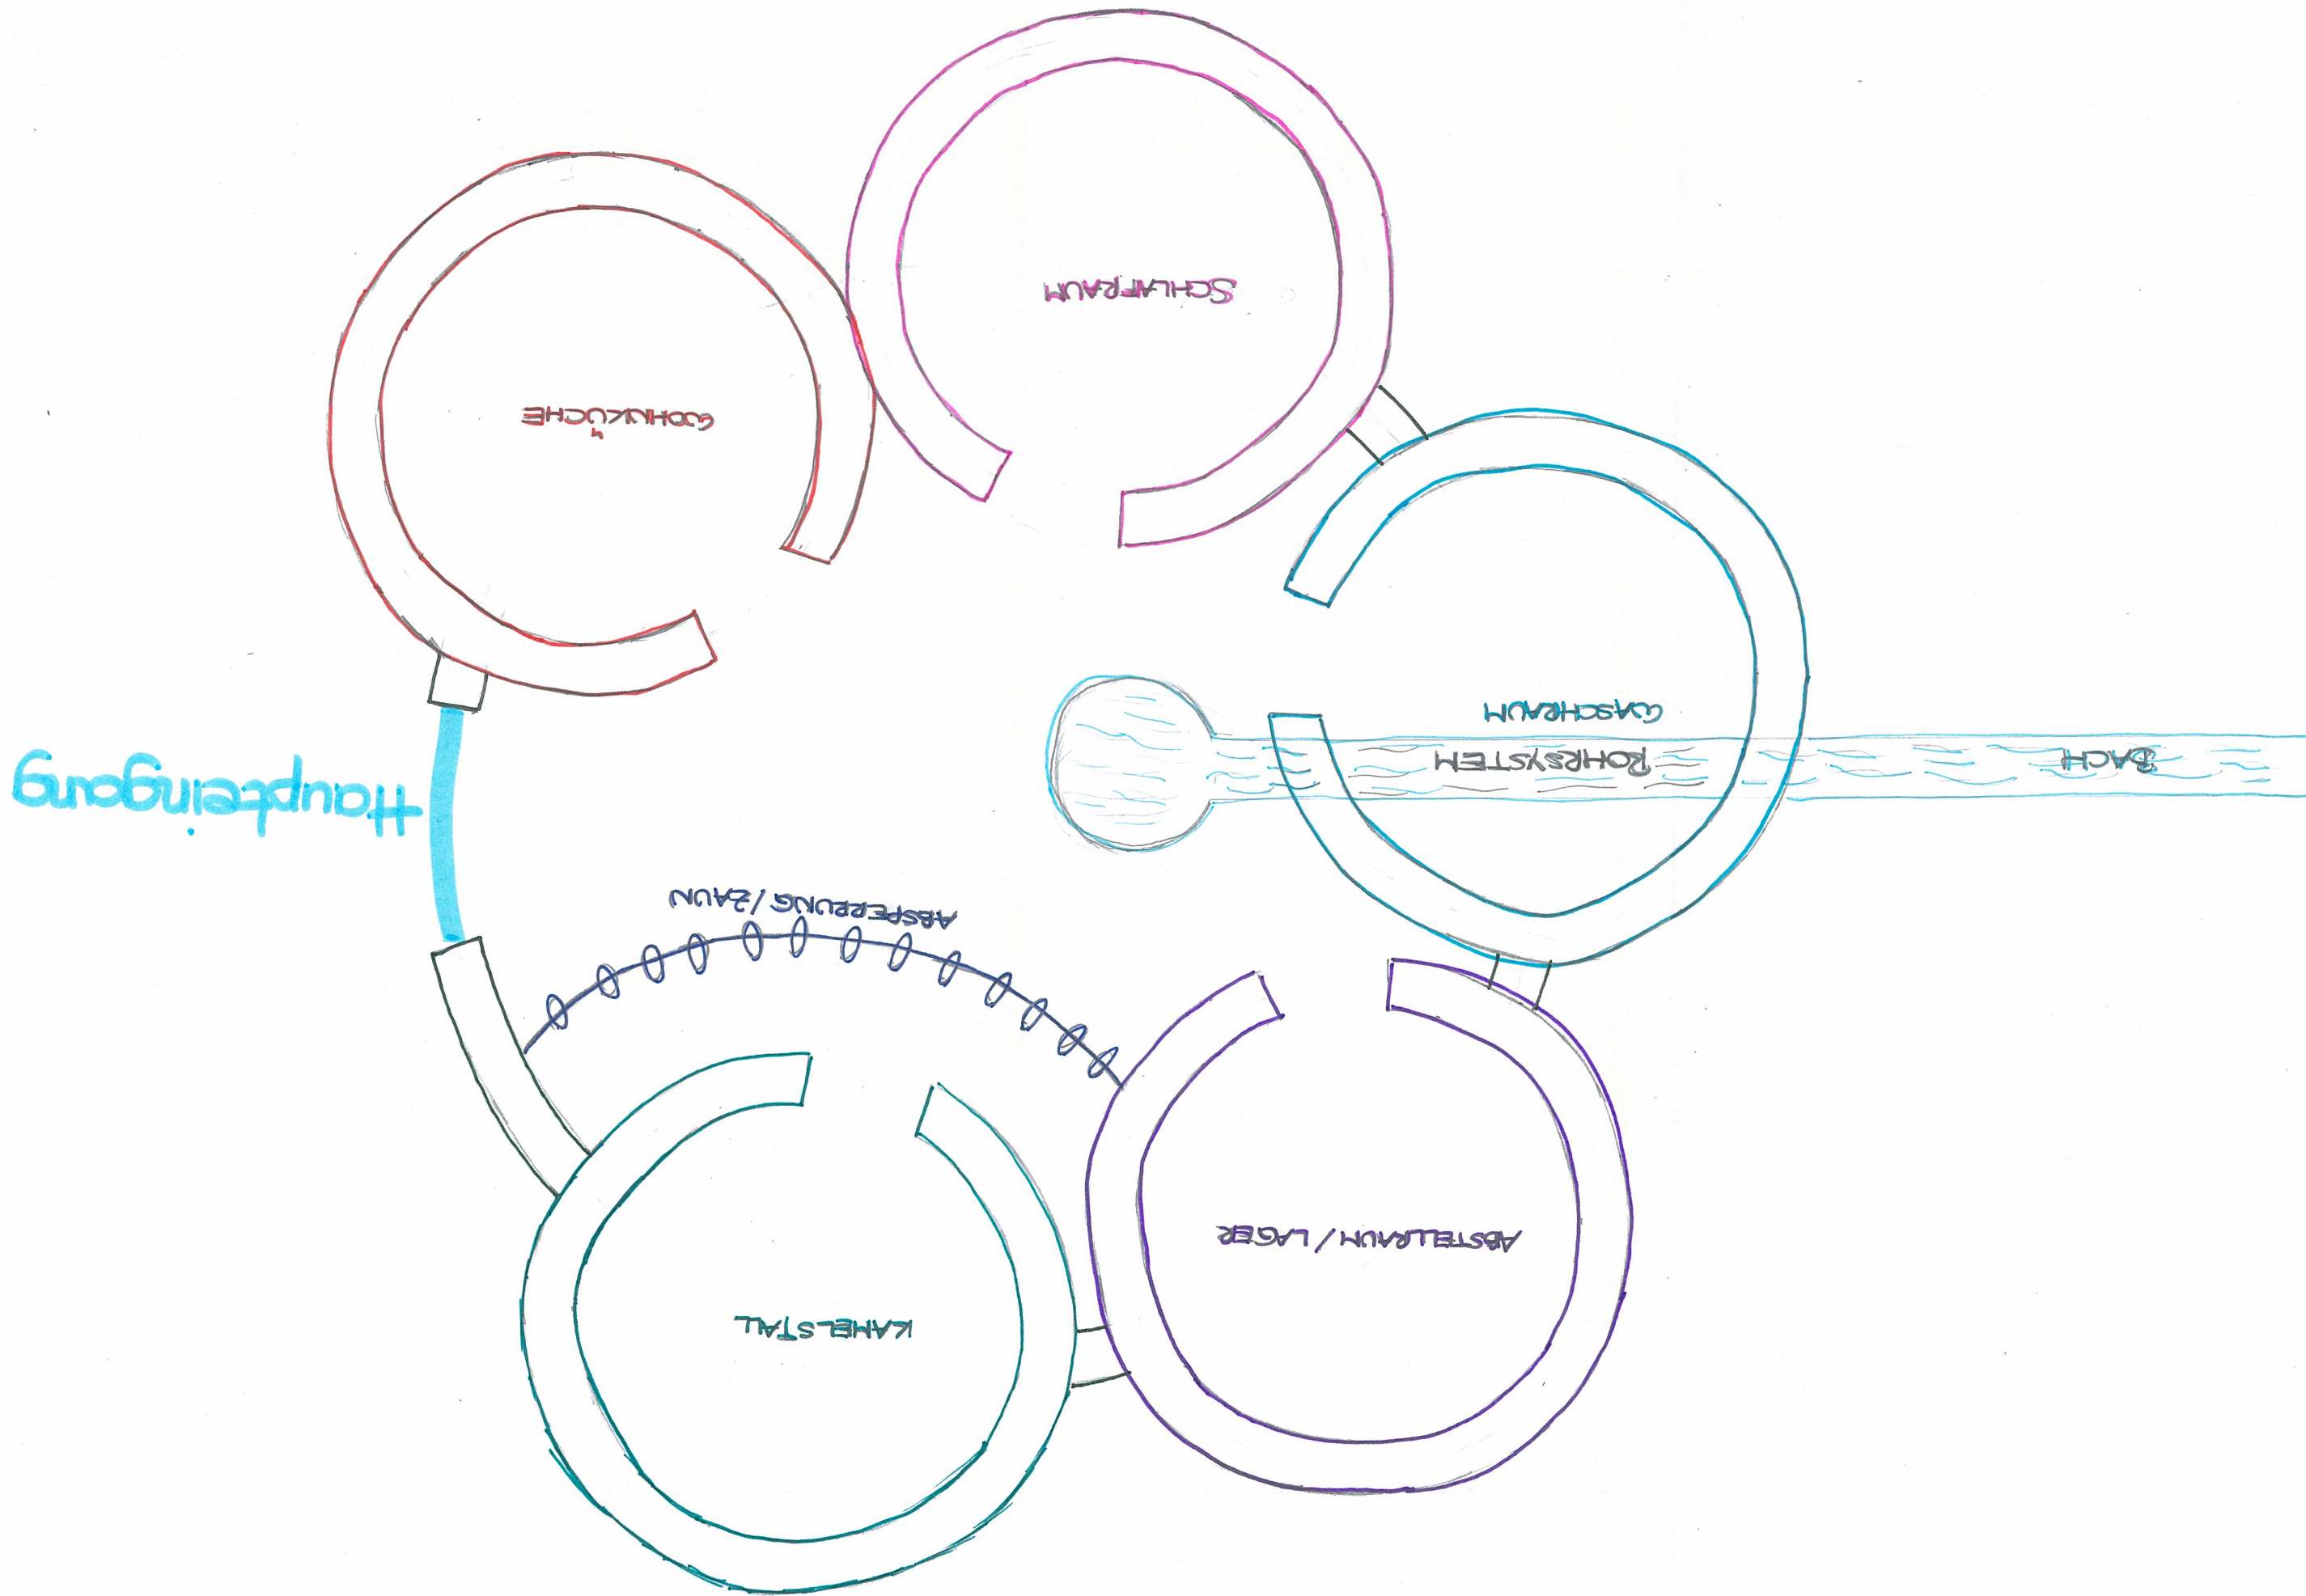 KAMELSTALL
ABSTELLRAUM / LAGER
ABSPERRUNG / ZAUN
Haupteingang
BACH
ROHRSYSTEM
WASCHRAUM
WOHNKÜCHE
SCHLAFRAUM